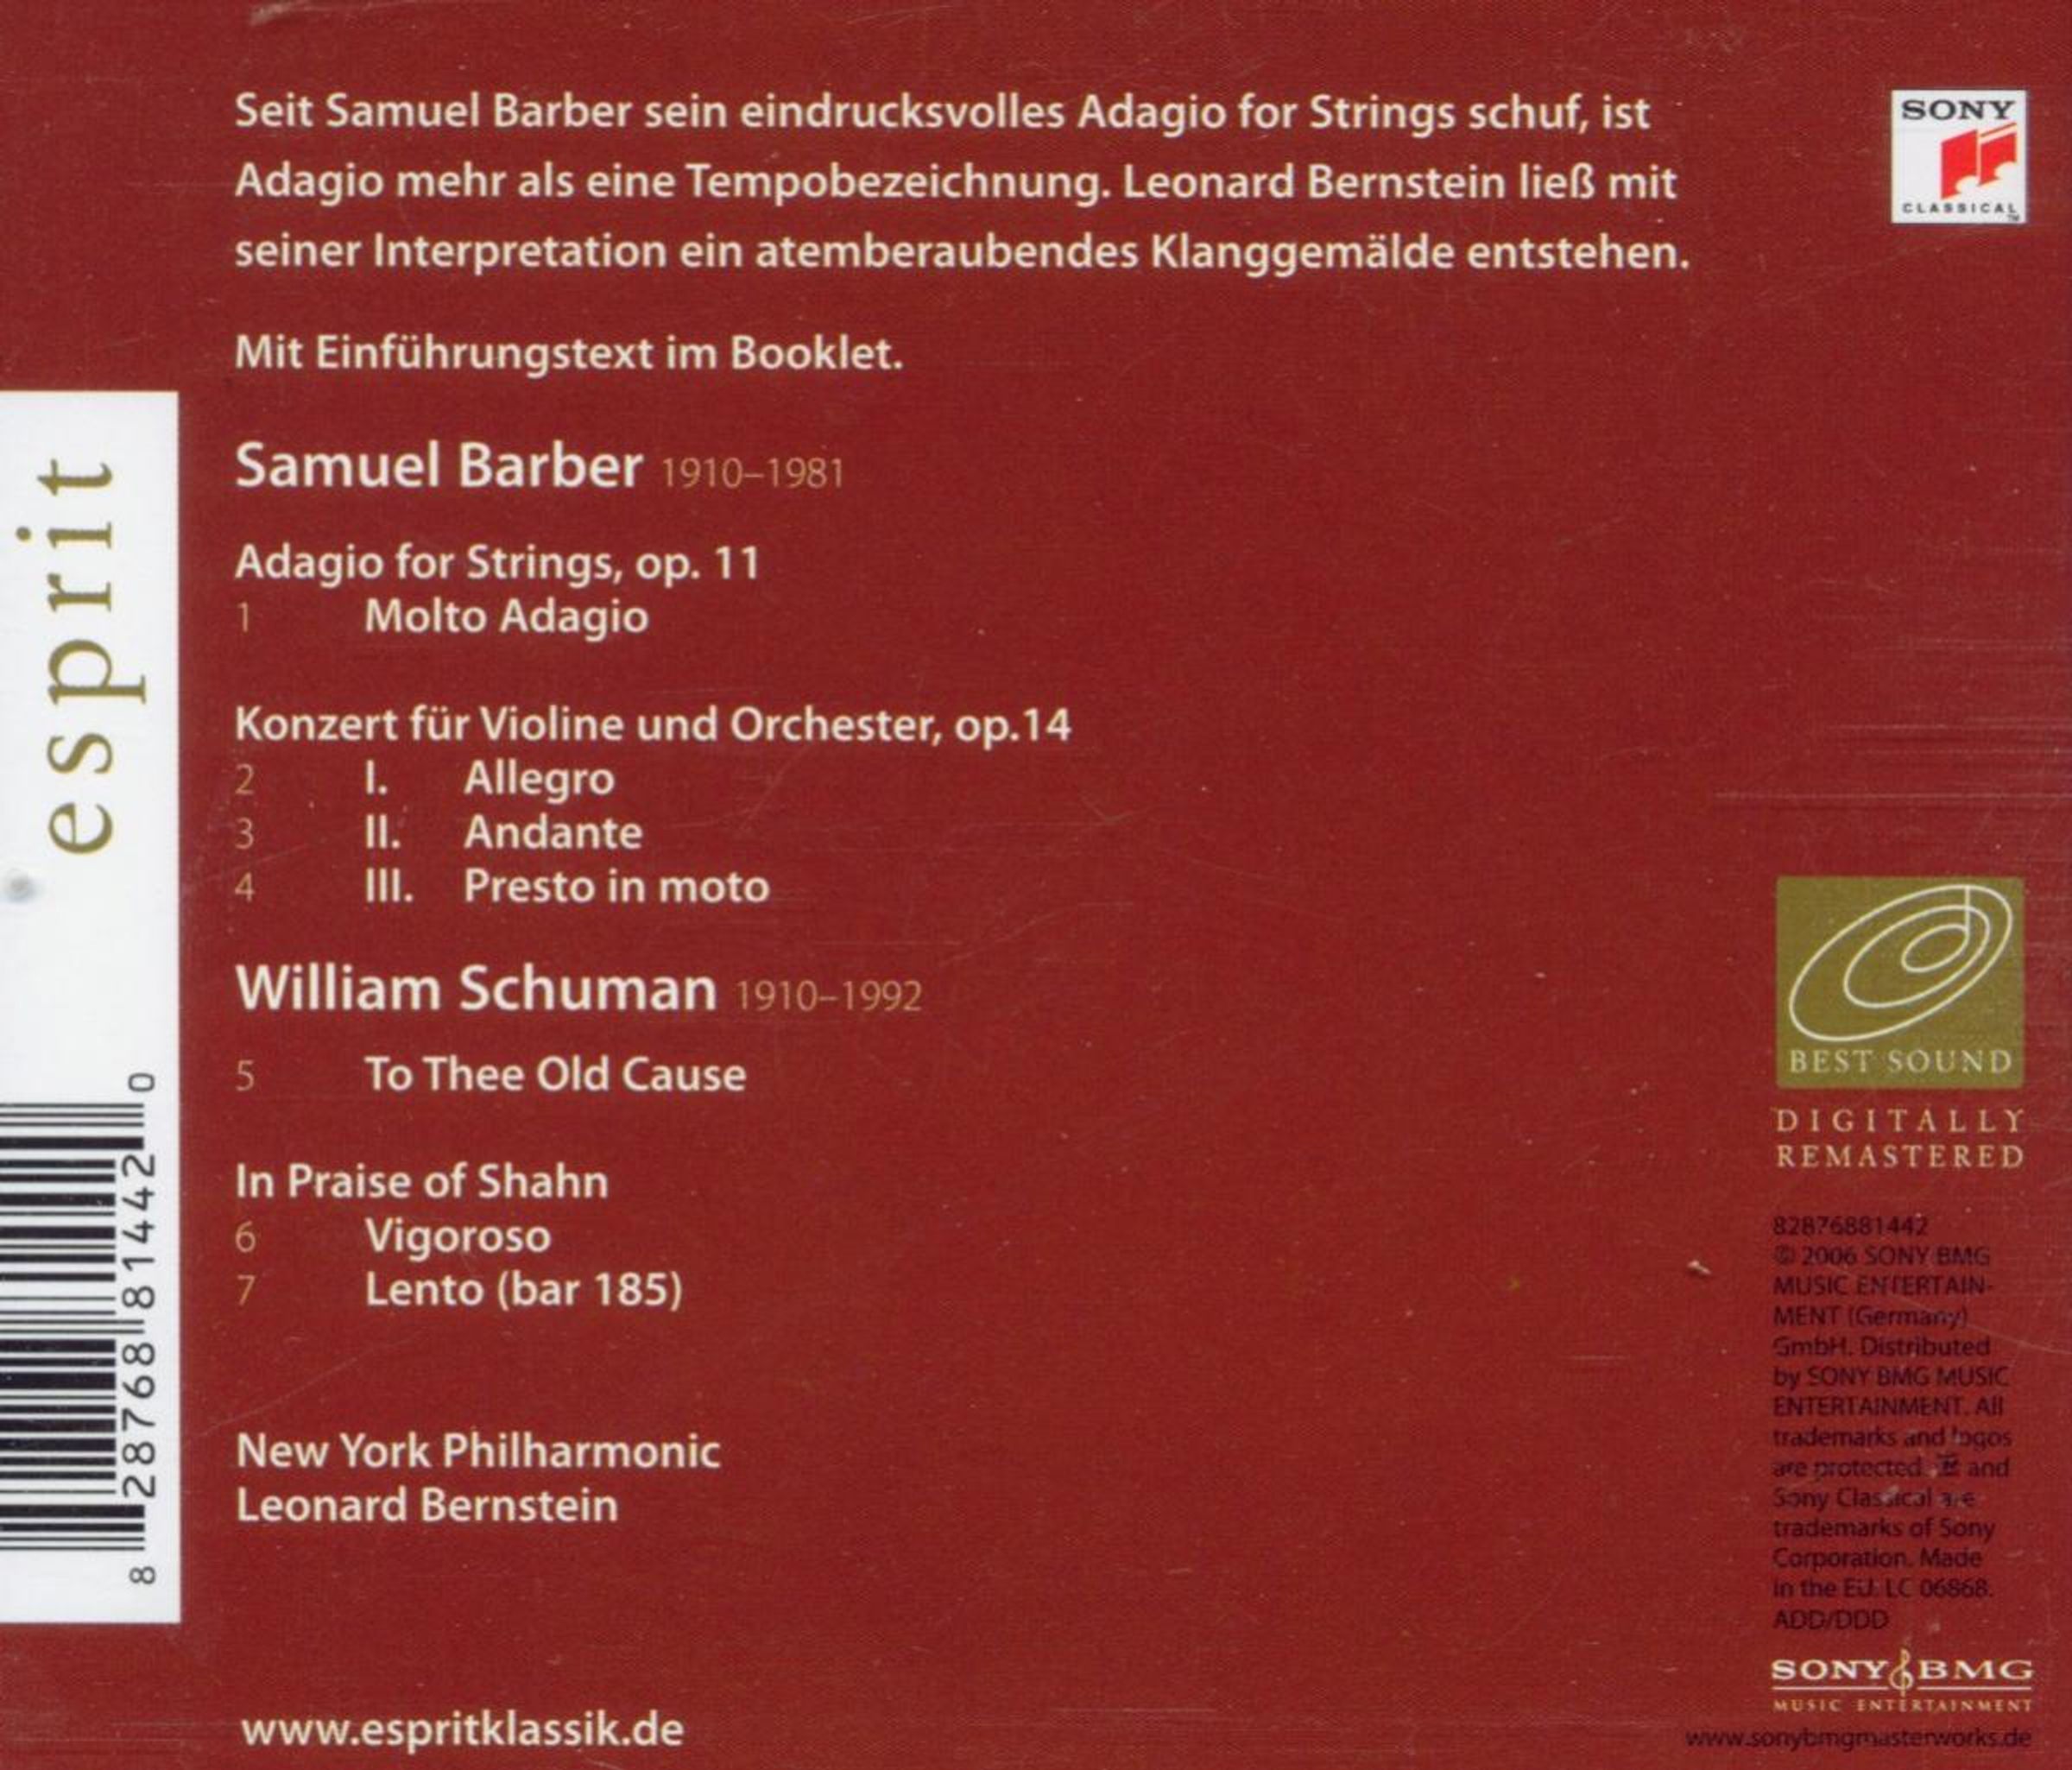 Seit Samuel Barber sein eindrucksvolles Adagio for Strings schuf, ist
Adagio mehr als eine Tempobezeichnung. Leonard Bernstein ließ mit
seiner Interpretation ein atemberaubendes Klanggemälde entstehen.
Mit Einführungstext im Booklet.
SONY
CLASSICAL
TM
esprit
Samuel Barber 1910–1981
Adagio for Strings, op. 11
1 Molto Adagio
Konzert für Violine und Orchester, op.14
2 I. Allegro
3 II. Andante
4 III. Presto in moto
William Schuman 1910–1992
5 To Thee Old Cause
In Praise of Shahn
6 Vigoroso
7 Lento (bar 185)
New York Philharmonic
Leonard Bernstein
www.espritklassik.de
8 28768 81442 0
BEST SOUND
DIGITALLY
REMASTERED
82876881442
℗ 2006 SONY BMG
MUSIC ENTERTAIN-
MENT (Germany)
GmbH. Distributed
by SONY BMG MUSIC
ENTERTAINMENT. All
trademarks and logos
are protected. and
Sony Classical are
trademarks of Sony
Corporation. Made
in the EU. LC 06868.
ADD/DDD
SONY BMG
MUSIC ENTERTAINMENT
www.sonybmgmasterworks.de